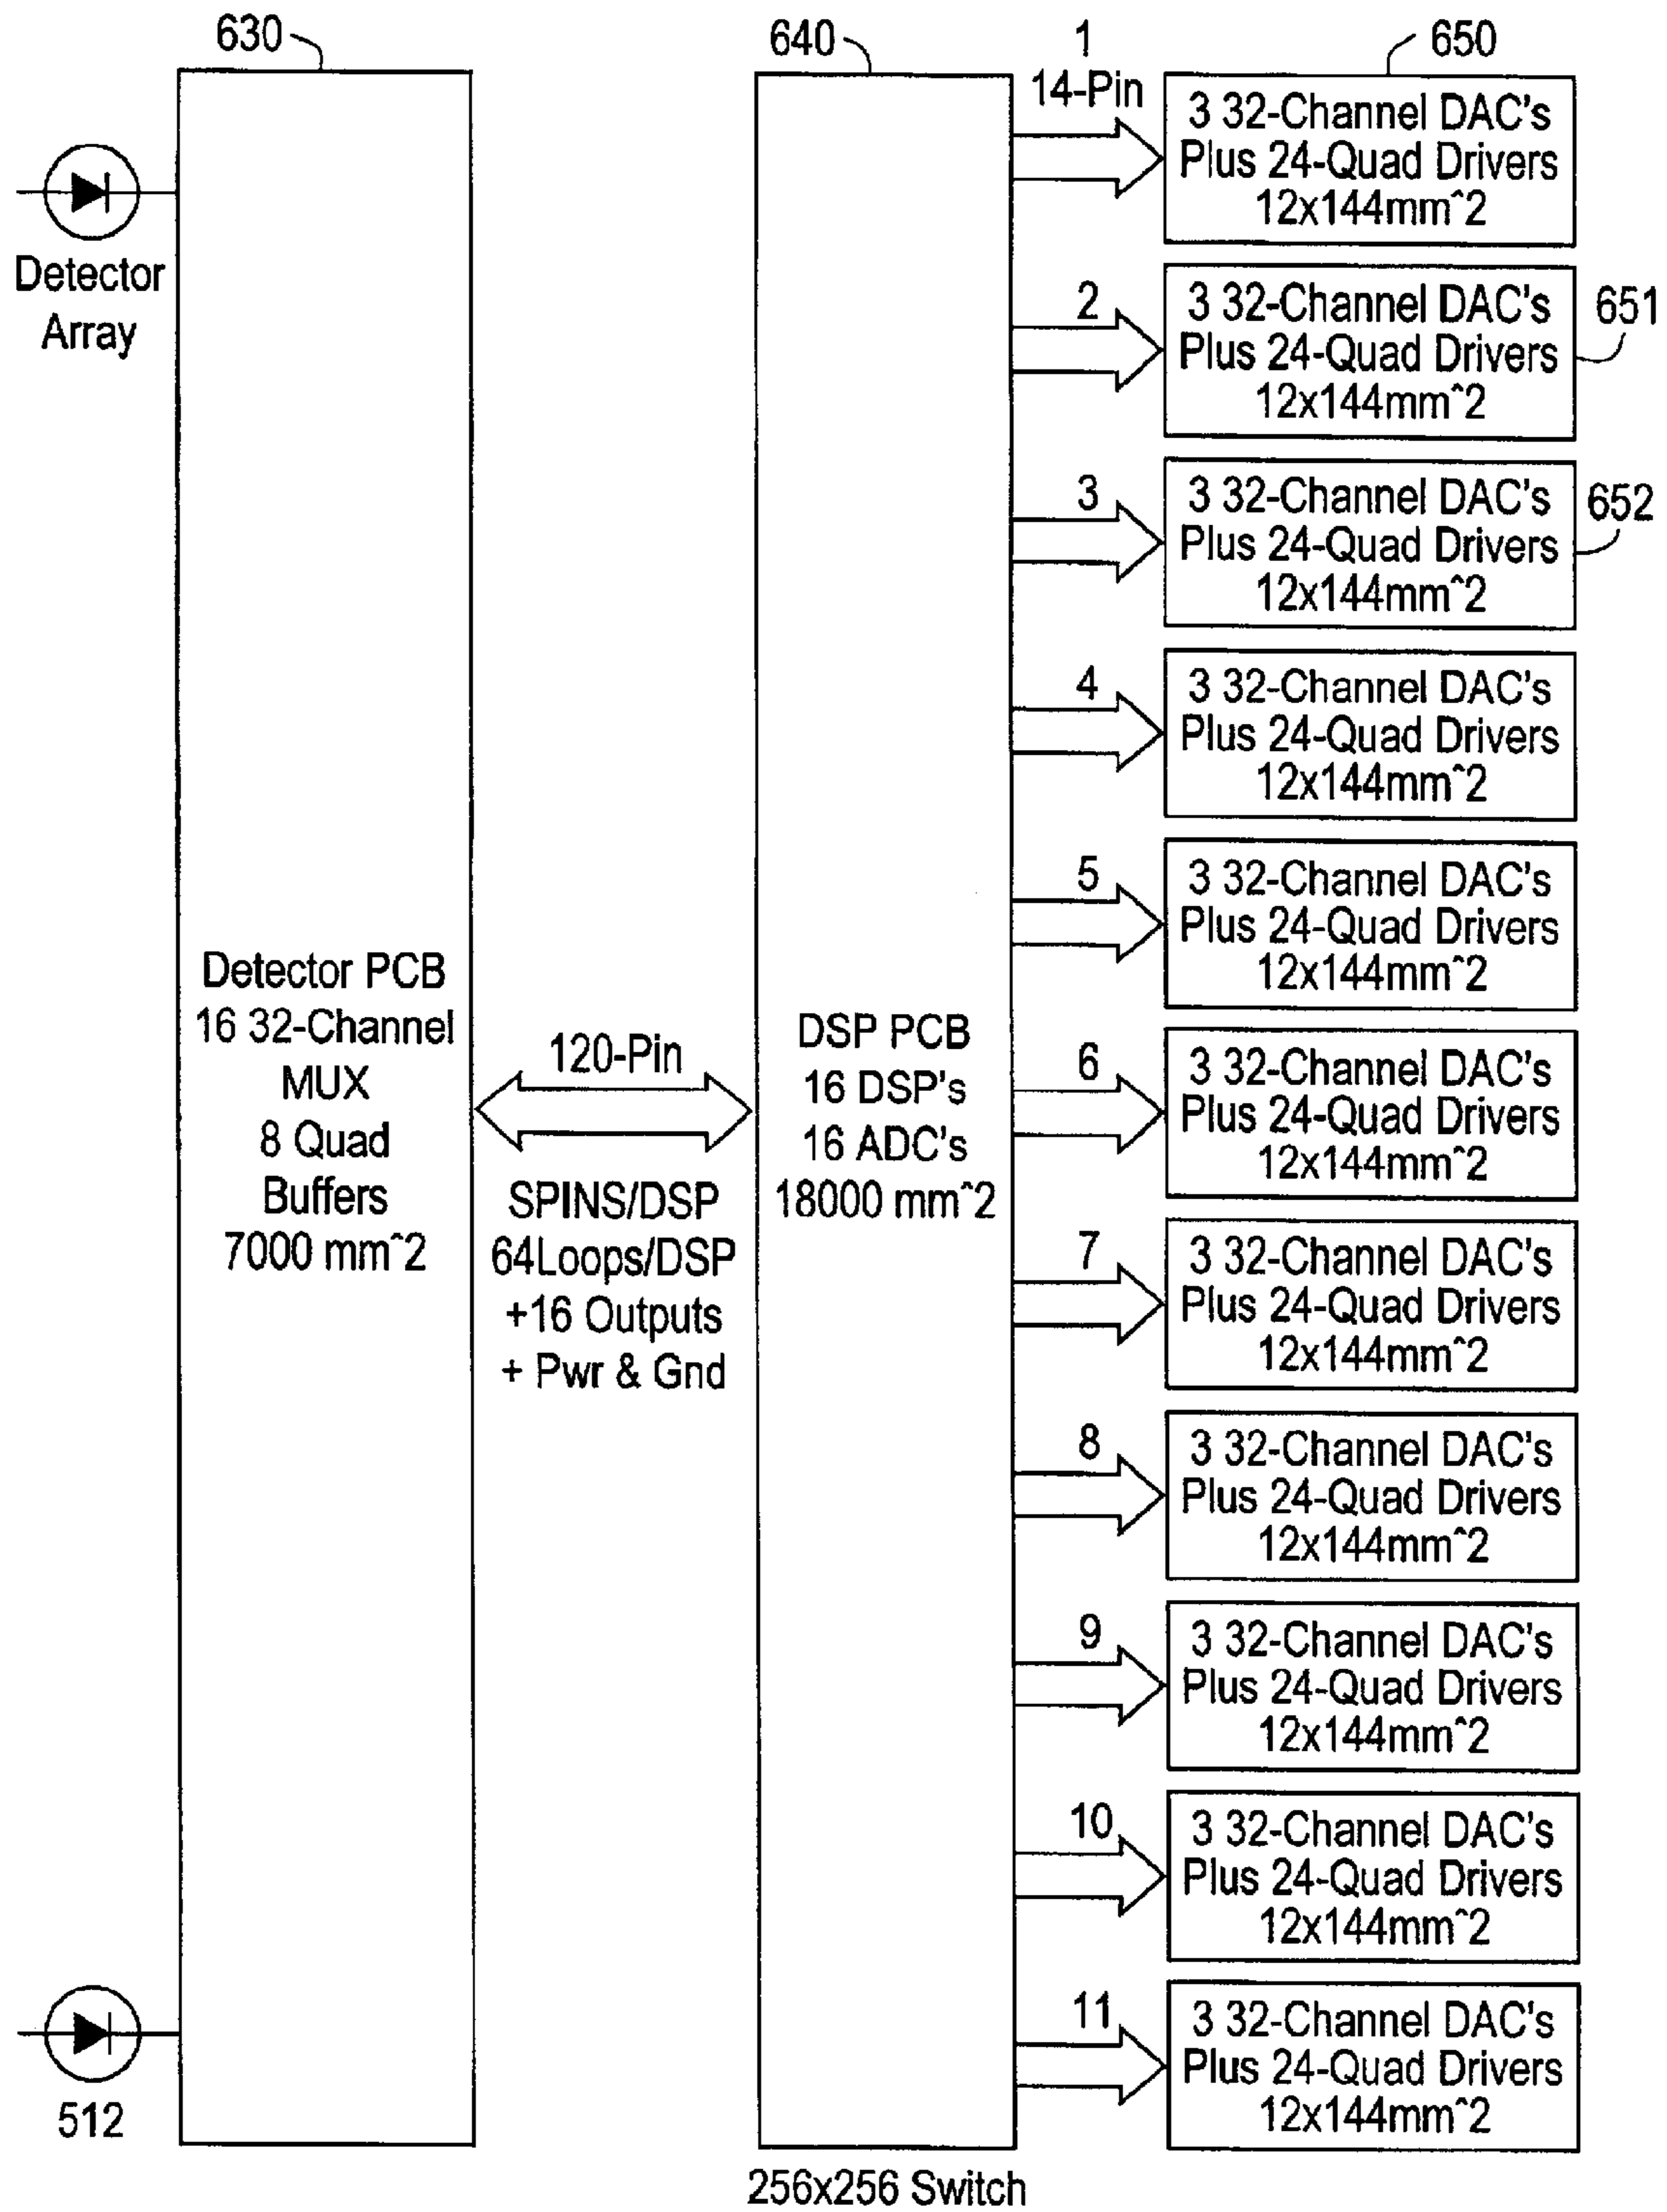 630
640
1
14-Pin
650
3 32-Channel DAC's
Plus 24-Quad Drivers
12x144mm^2
Detector
Array
2
3 32-Channel DAC's
Plus 24-Quad Drivers
12x144mm^2
651
3
3 32-Channel DAC's
Plus 24-Quad Drivers
12x144mm^2
652
4
3 32-Channel DAC's
Plus 24-Quad Drivers
12x144mm^2
5
3 32-Channel DAC's
Plus 24-Quad Drivers
12x144mm^2
Detector PCB
16 32-Channel
MUX
8 Quad
Buffers
7000 mm^2
120-Pin
SPINS/DSP
64Loops/DSP
+16 Outputs
+ Pwr & Gnd
DSP PCB
16 DSP's
16 ADC's
18000 mm^2
6
3 32-Channel DAC's
Plus 24-Quad Drivers
12x144mm^2
7
3 32-Channel DAC's
Plus 24-Quad Drivers
12x144mm^2
8
3 32-Channel DAC's
Plus 24-Quad Drivers
12x144mm^2
9
3 32-Channel DAC's
Plus 24-Quad Drivers
12x144mm^2
10
3 32-Channel DAC's
Plus 24-Quad Drivers
12x144mm^2
11
3 32-Channel DAC's
Plus 24-Quad Drivers
12x144mm^2
512
256x256 Switch